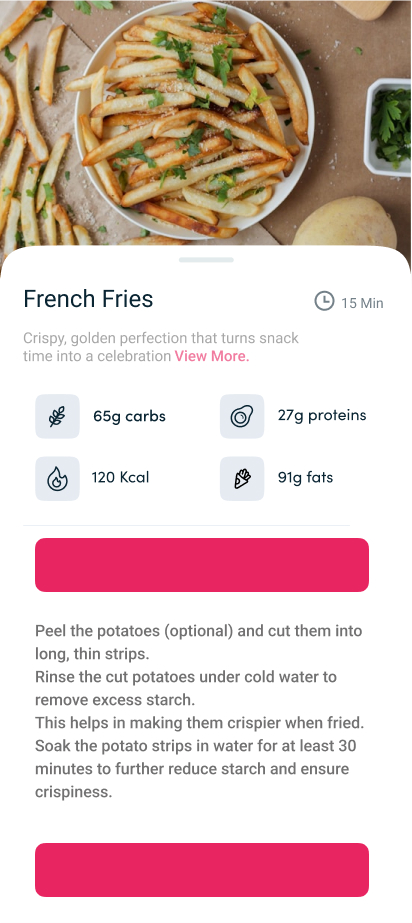 French Fries
15 Min
Crispy, golden perfection that turns snack
time into a celebration View More.
65g carbs
27g proteins
120 Kcal
91g fats
Peel the potatoes (optional) and cut them into
long, thin strips.
Rinse the cut potatoes under cold water to
remove excess starch.
This helps in making them crispier when fried.
Soak the potato strips in water for at least 30
minutes to further reduce starch and ensure
crispiness.